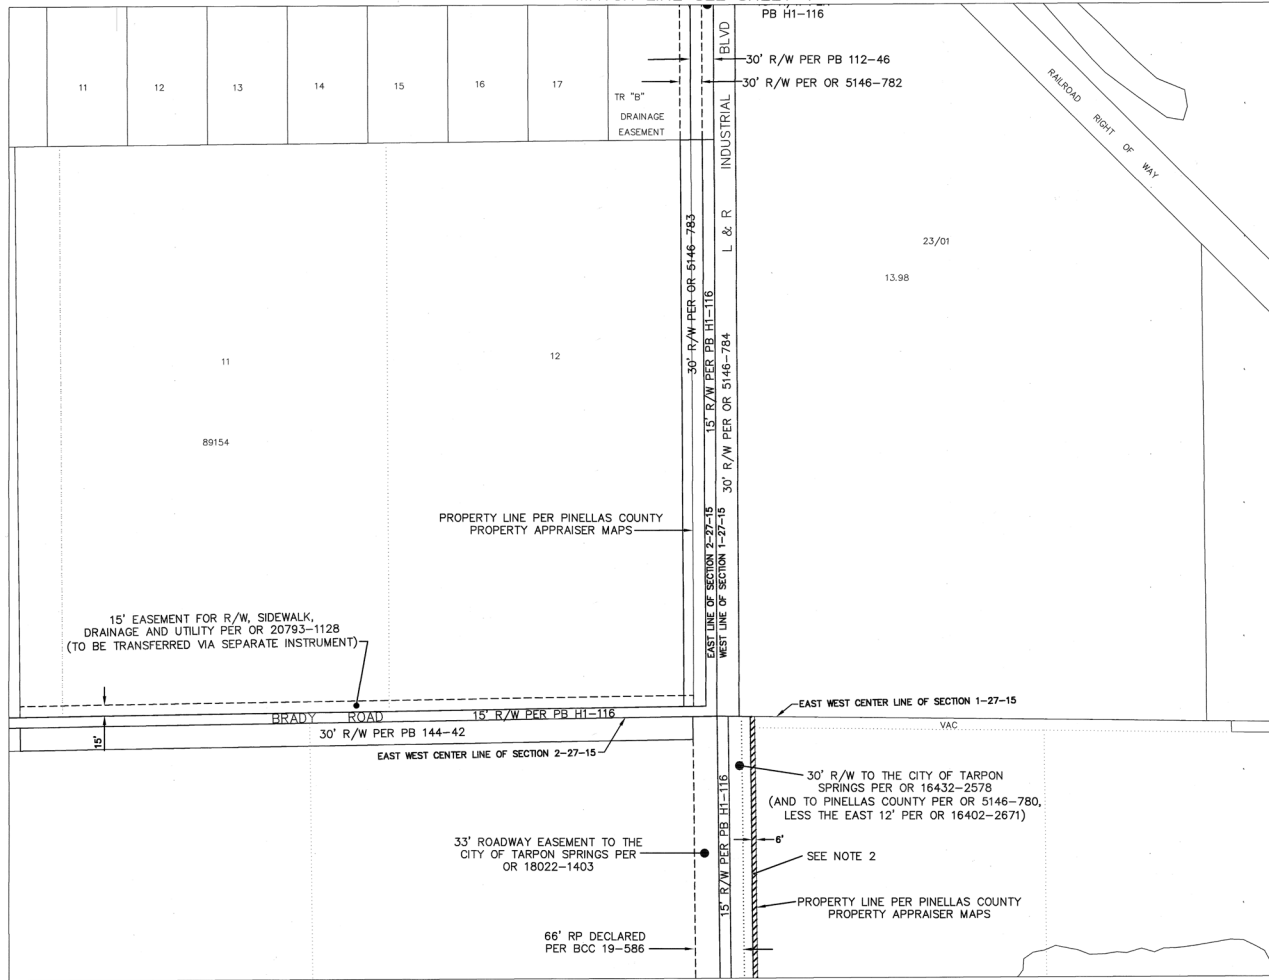 PB H1-116
BLVD
30' R/W PER PB 112-46
30' R/W PER OR 5146-782
11
12
13
14
15
16
17
TR "B"
DRAINAGE
EASEMENT
INDUSTRIAL
L & R
RAILROAD RIGHT OF WAY
23/01
13.98
30' R/W PER OR 5146-783
15' R/W PER PB H1-116
30' R/W PER OR 5146-784
11
12
89154
PROPERTY LINE PER PINELLAS COUNTY
PROPERTY APPRAISER MAPS
EAST LINE OF SECTION 2-27-15
WEST LINE OF SECTION 1-27-15
15' EASEMENT FOR R/W, SIDEWALK,
DRAINAGE AND UTILITY PER OR 20793-1128
(TO BE TRANSFERRED VIA SEPARATE INSTRUMENT)
EAST WEST CENTER LINE OF SECTION 1-27-15
BRADY ROAD
15' R/W PER PB H1-116
VAC
15'
30' R/W PER PB 144-42
EAST WEST CENTER LINE OF SECTION 2-27-15
30' R/W TO THE CITY OF TARPON
SPRINGS PER OR 16432-2578
(AND TO PINELLAS COUNTY PER OR 5146-780,
LESS THE EAST 12' PER OR 16402-2671)
15' R/W PER PB H1-116
33' ROADWAY EASEMENT TO THE
CITY OF TARPON SPRINGS PER
OR 18022-1403
6'
SEE NOTE 2
PROPERTY LINE PER PINELLAS COUNTY
PROPERTY APPRAISER MAPS
66' RP DECLARED
PER BCC 19-586